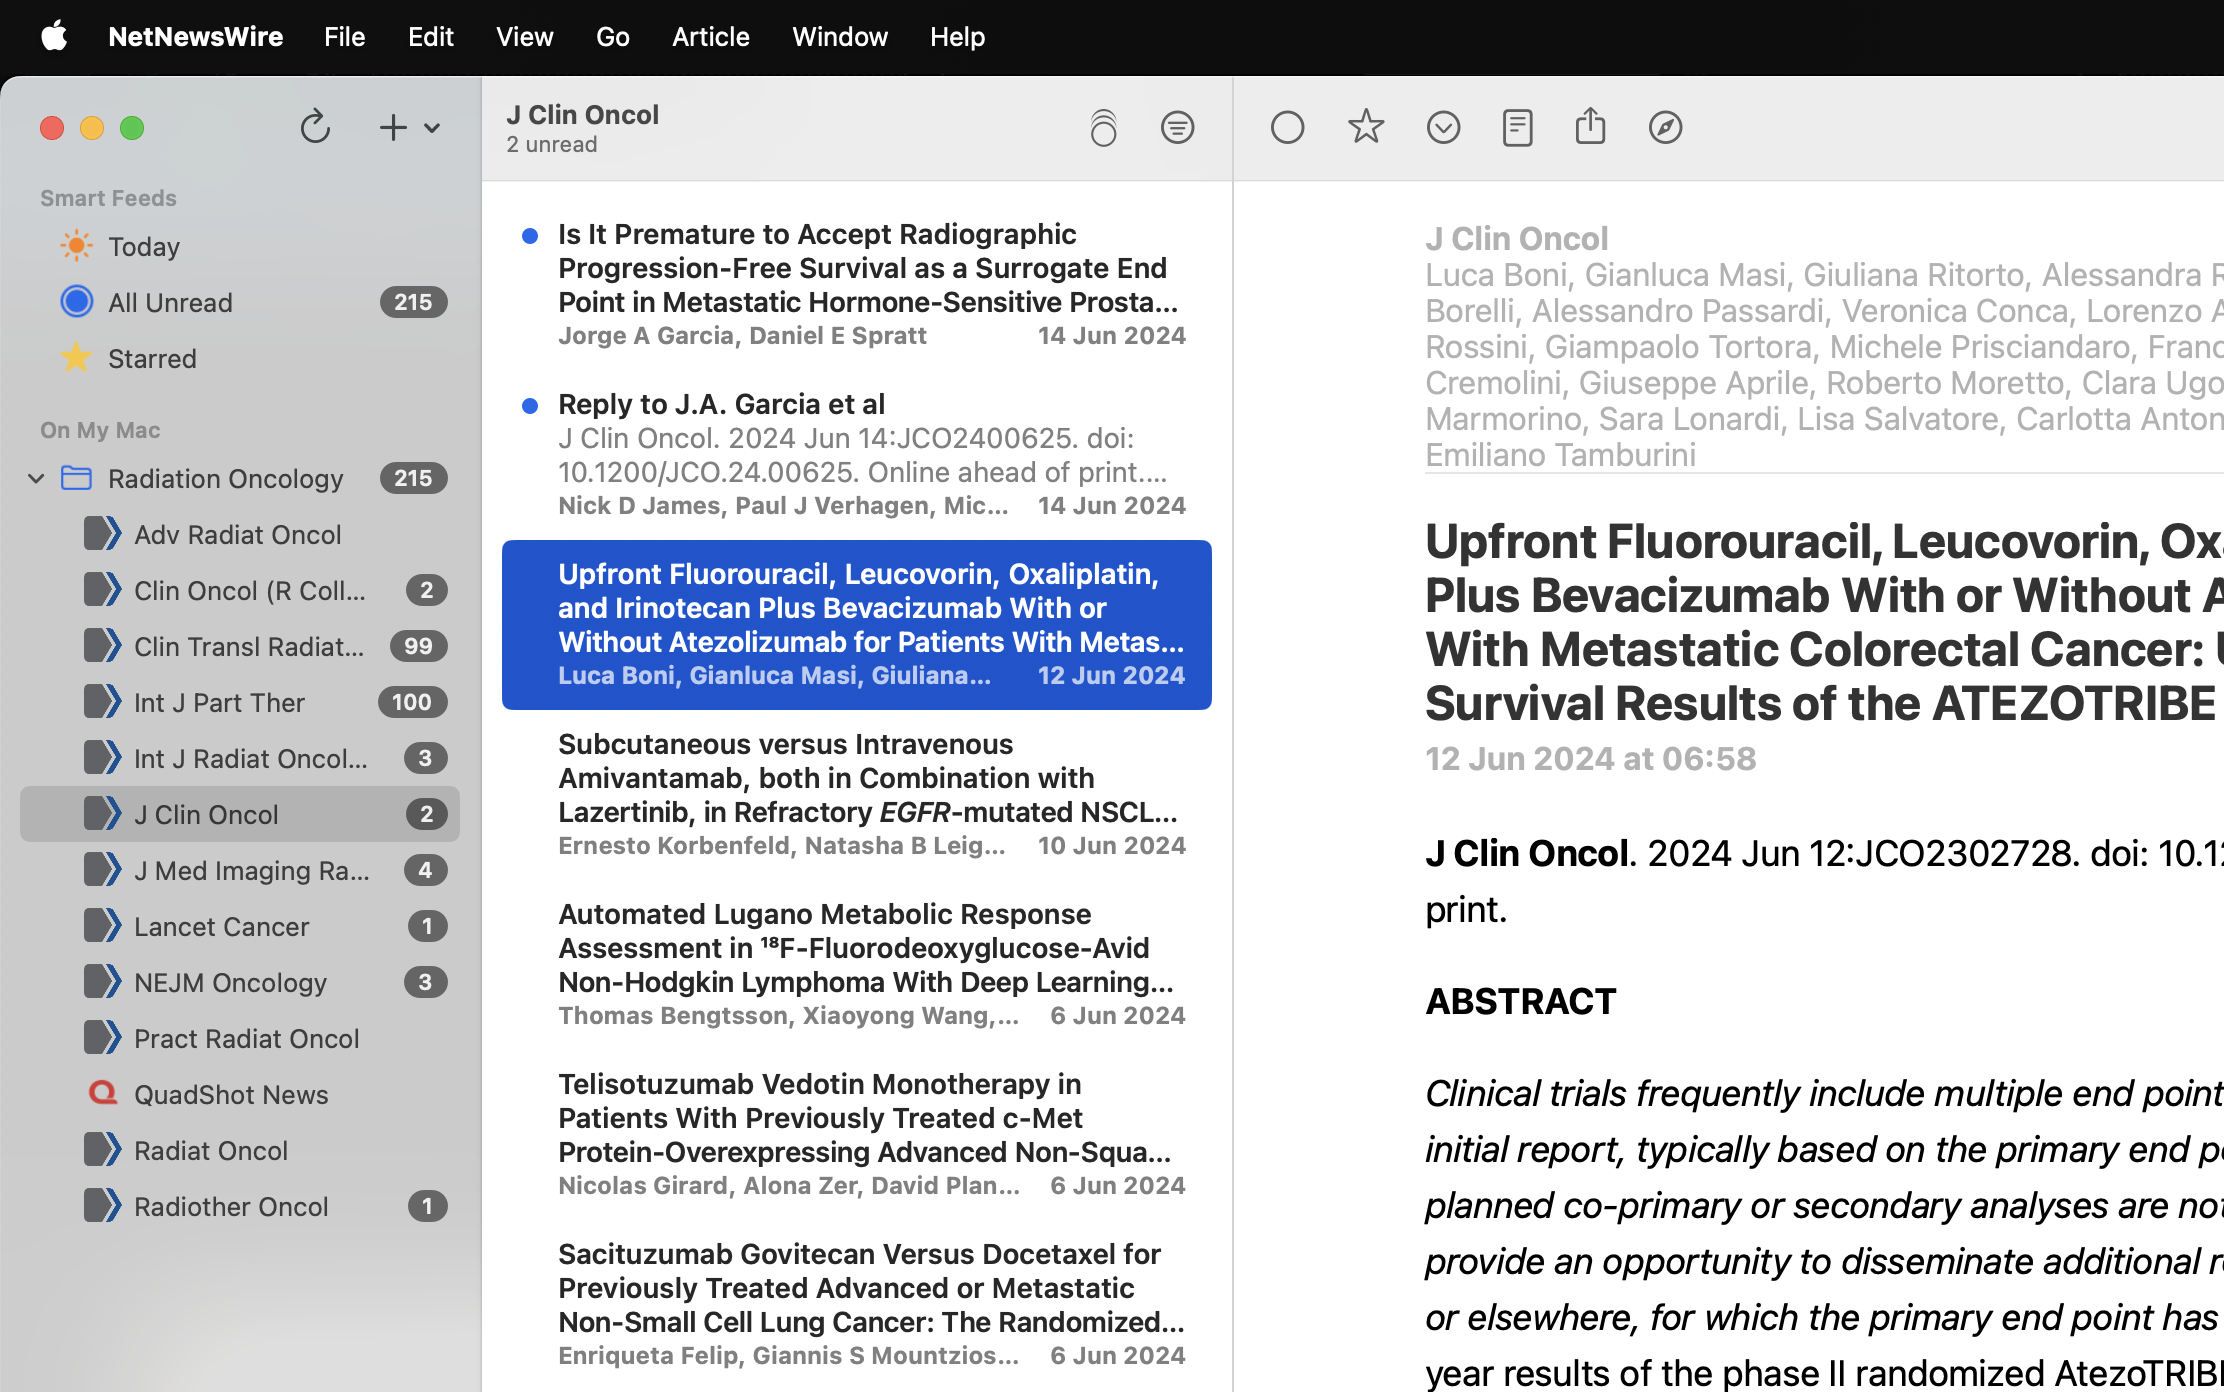 NetNewsWire File Edit View Go Article Window Help
Smart Feeds
Today
All Unread 215
Starred
On My Mac
Radiation Oncology 215
Adv Radiat Oncol
Clin Oncol (R Coll... 2
Clin Transl Radiat... 99
Int J Part Ther 100
Int J Radiat Oncol... 3
J Clin Oncol 2
J Med Imaging Ra... 4
Lancet Cancer 1
NEJM Oncology 3
Pract Radiat Oncol
QuadShot News
Radiat Oncol
Radiother Oncol 1
J Clin Oncol
2 unread
Is It Premature to Accept Radiographic
Progression-Free Survival as a Surrogate End
Point in Metastatic Hormone-Sensitive Prosta...
Jorge A Garcia, Daniel E Spratt 14 Jun 2024
Reply to J.A. Garcia et al
J Clin Oncol. 2024 Jun 14:JCO2400625. doi:
10.1200/JCO.24.00625. Online ahead of print....
Nick D James, Paul J Verhagen, Mic... 14 Jun 2024
Upfront Fluorouracil, Leucovorin, Oxaliplatin,
and Irinotecan Plus Bevacizumab With or
Without Atezolizumab for Patients With Metas...
Luca Boni, Gianluca Masi, Giuliana... 12 Jun 2024
Subcutaneous versus Intravenous
Amivantamab, both in Combination with
Lazertinib, in Refractory EGFR-mutated NSCL...
Ernesto Korbenfeld, Natasha B Leig... 10 Jun 2024
Automated Lugano Metabolic Response
Assessment in ¹⁸F-Fluorodeoxyglucose-Avid
Non-Hodgkin Lymphoma With Deep Learning...
Thomas Bengtsson, Xiaoyong Wang,... 6 Jun 2024
Telisotuzumab Vedotin Monotherapy in
Patients With Previously Treated c-Met
Protein-Overexpressing Advanced Non-Squa...
Nicolas Girard, Alona Zer, David Plan... 6 Jun 2024
Sacituzumab Govitecan Versus Docetaxel for
Previously Treated Advanced or Metastatic
Non-Small Cell Lung Cancer: The Randomized...
Enriqueta Felip, Giannis S Mountzios... 6 Jun 2024
J Clin Oncol
Luca Boni, Gianluca Masi, Giuliana Ritorto, Alessandra
Borelli, Alessandro Passardi, Veronica Conca, Lorenzo
Rossini, Giampaolo Tortora, Michele Prisciandaro, Franc
Cremolini, Giuseppe Aprile, Roberto Moretto, Clara Ugo
Marmorino, Sara Lonardi, Lisa Salvatore, Carlotta Anton
Emiliano Tamburini
Upfront Fluorouracil, Leucovorin, Ox
Plus Bevacizumab With or Without
With Metastatic Colorectal Cancer:
Survival Results of the ATEZOTRIBE
12 Jun 2024 at 06:58
J Clin Oncol. 2024 Jun 12:JCO2302728. doi: 10.1
print.
ABSTRACT
Clinical trials frequently include multiple end point
initial report, typically based on the primary end p
planned co-primary or secondary analyses are not
provide an opportunity to disseminate additional r
or elsewhere, for which the primary end point has
year results of the phase II randomized AtezoTRIB